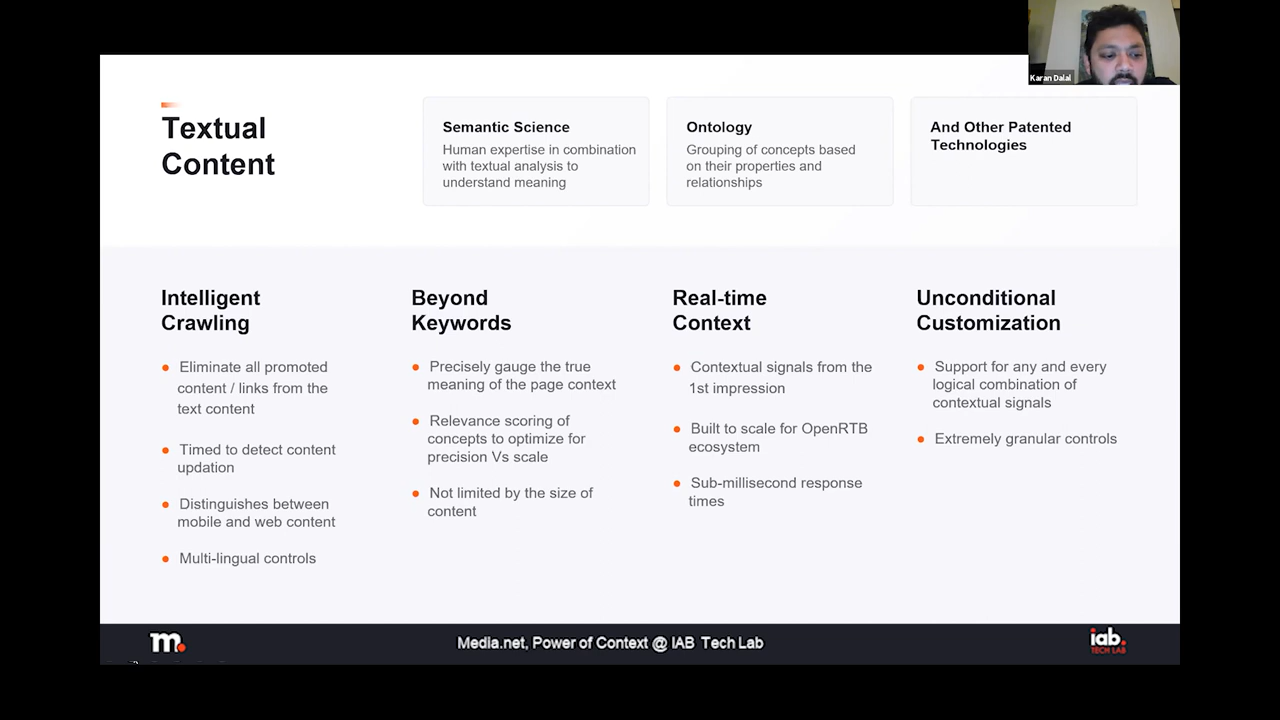 Karan Dalal
Textual
Content
Semantic Science
Human expertise in combination
with textual analysis to
understand meaning
Ontology
Grouping of concepts based
on their properties and
relationships
And Other Patented
Technologies
Intelligent
Crawling
Eliminate all promoted
content / links from the
text content
Timed to detect content
updation
Distinguishes between
mobile and web content
Multi-lingual controls
Beyond
Keywords
Precisely gauge the true
meaning of the page context
Relevance scoring of
concepts to optimize for
precision Vs scale
Not limited by the size of
content
Real-time
Context
Contextual signals from the
1st impression
Built to scale for OpenRTB
ecosystem
Sub-millisecond response
times
Unconditional
Customization
Support for any and every
logical combination of
contextual signals
Extremely granular controls
m.
Media.net, Power of Context @ IAB Tech Lab
iab.
TECH LAB